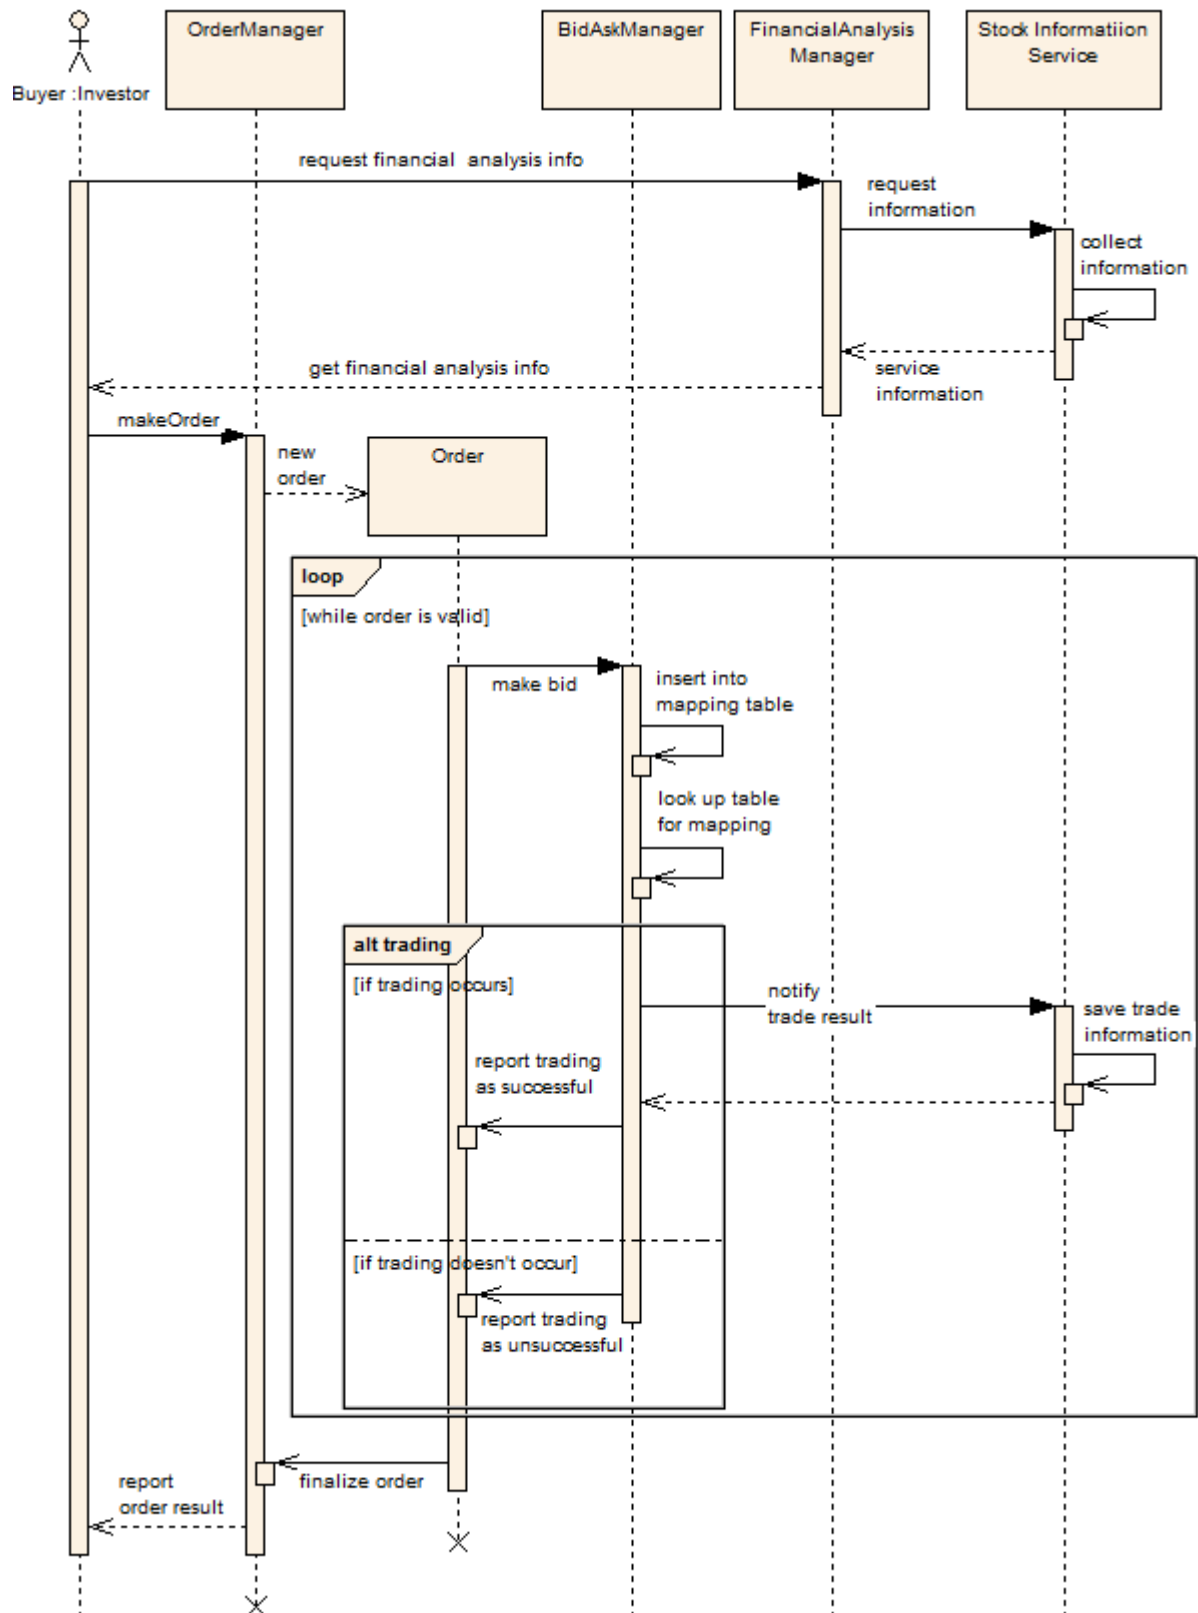 OrderManager
BidAskManager
FinancialAnalysis
Manager
Stock Informatiion
Service
Buyer :Investor
request financial  analysis info
request
information
collect
information
service
information
get financial analysis info
makeOrder
new
order
Order
loop
[while order is valid]
make bid
insert into
mapping table
look up table
for mapping
alt trading
[if trading occurs]
notify
trade result
save trade
information
report trading
as successful
[if trading doesn't occur]
report trading
as unsuccessful
finalize order
report
order result